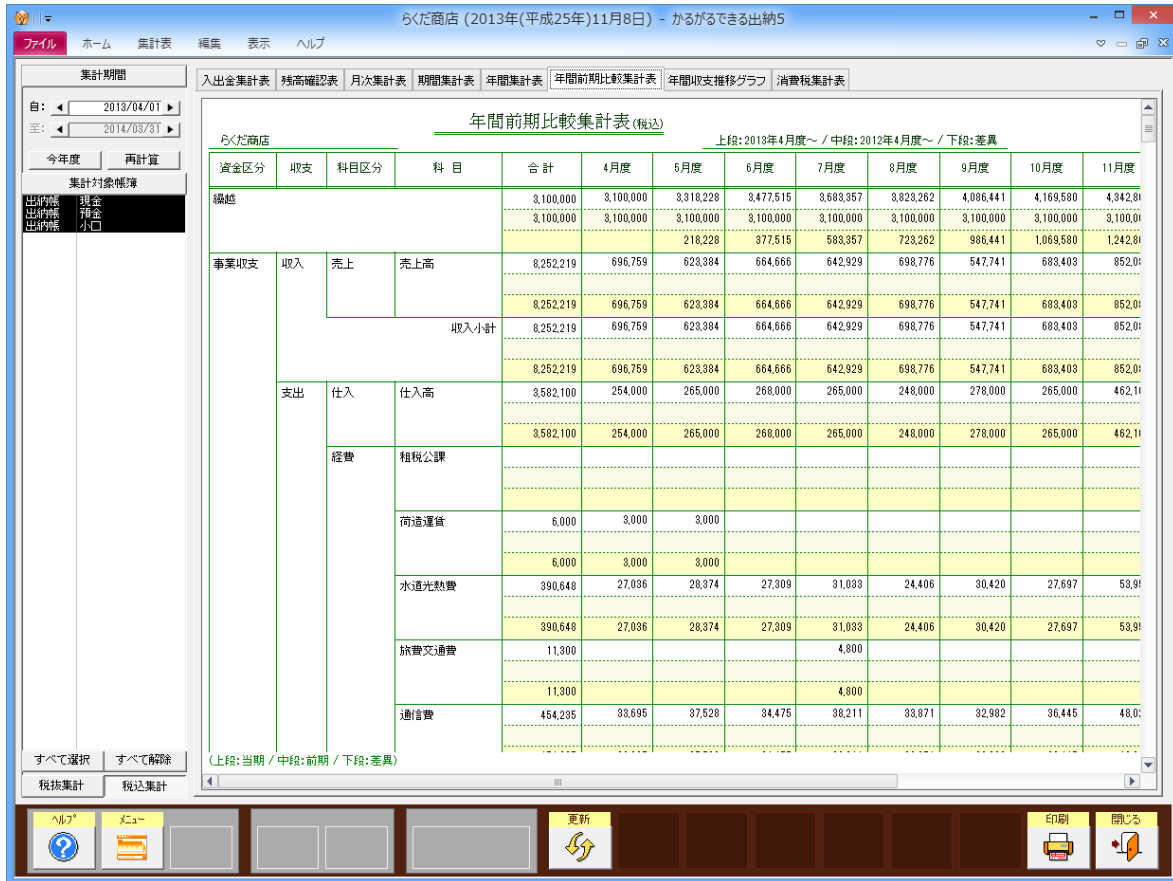 らくだ商店 (2013年(平成25年)11月8日) - かるがるできる出納5
ファイル ホーム 集計表 編集 表示 ヘルプ
集計期間
自: 2013/04/01
至: 2014/03/31
今年度 再計算
集計対象帳簿
出納帳 現金
出納帳 預金
出納帳 小口
すべて選択 すべて解除
税抜集計 税込集計
入出金集計表 残高確認表 月次集計表 期間集計表 年間集計表 年間前期比較集計表 年間収支推移グラフ 消費税集計表
年間前期比較集計表(税込)
らくだ商店 上段:2013年4月度~ / 中段:2012年4月度~ / 下段:差異
資金区分 収支 科目区分 科 目 合 計 4月度 5月度 6月度 7月度 8月度 9月度 10月度 11月度
繰越 3,100,000 3,100,000 3,318,228 3,477,515 3,683,357 3,823,262 4,086,441 4,169,580 4,342,8
3,100,000 3,100,000 3,100,000 3,100,000 3,100,000 3,100,000 3,100,000 3,100,000 3,100,0
218,228 377,515 583,357 723,262 986,441 1,069,580 1,242,8
事業収支 収入 売上 売上高 8,252,219 696,759 623,384 664,666 642,929 698,776 547,741 683,403 852,0
8,252,219 696,759 623,384 664,666 642,929 698,776 547,741 683,403 852,0
収入小計 8,252,219 696,759 623,384 664,666 642,929 698,776 547,741 683,403 852,0
8,252,219 696,759 623,384 664,666 642,929 698,776 547,741 683,403 852,0
支出 仕入 仕入高 3,582,100 254,000 265,000 268,000 265,000 248,000 278,000 265,000 462,1
3,582,100 254,000 265,000 268,000 265,000 248,000 278,000 265,000 462,1
経費 租税公課
荷造運賃 6,000 3,000 3,000
6,000 3,000 3,000
水道光熱費 390,648 27,036 28,374 27,309 31,033 24,406 30,420 27,697 53,9
390,648 27,036 28,374 27,309 31,033 24,406 30,420 27,697 53,9
旅費交通費 11,300 4,800
11,300 4,800
通信費 454,235 33,695 37,528 34,475 38,211 33,871 32,982 36,445 48,0
(上段:当期 / 中段:前期 / 下段:差異)
ヘルプ メニュー 更新 印刷 閉じる